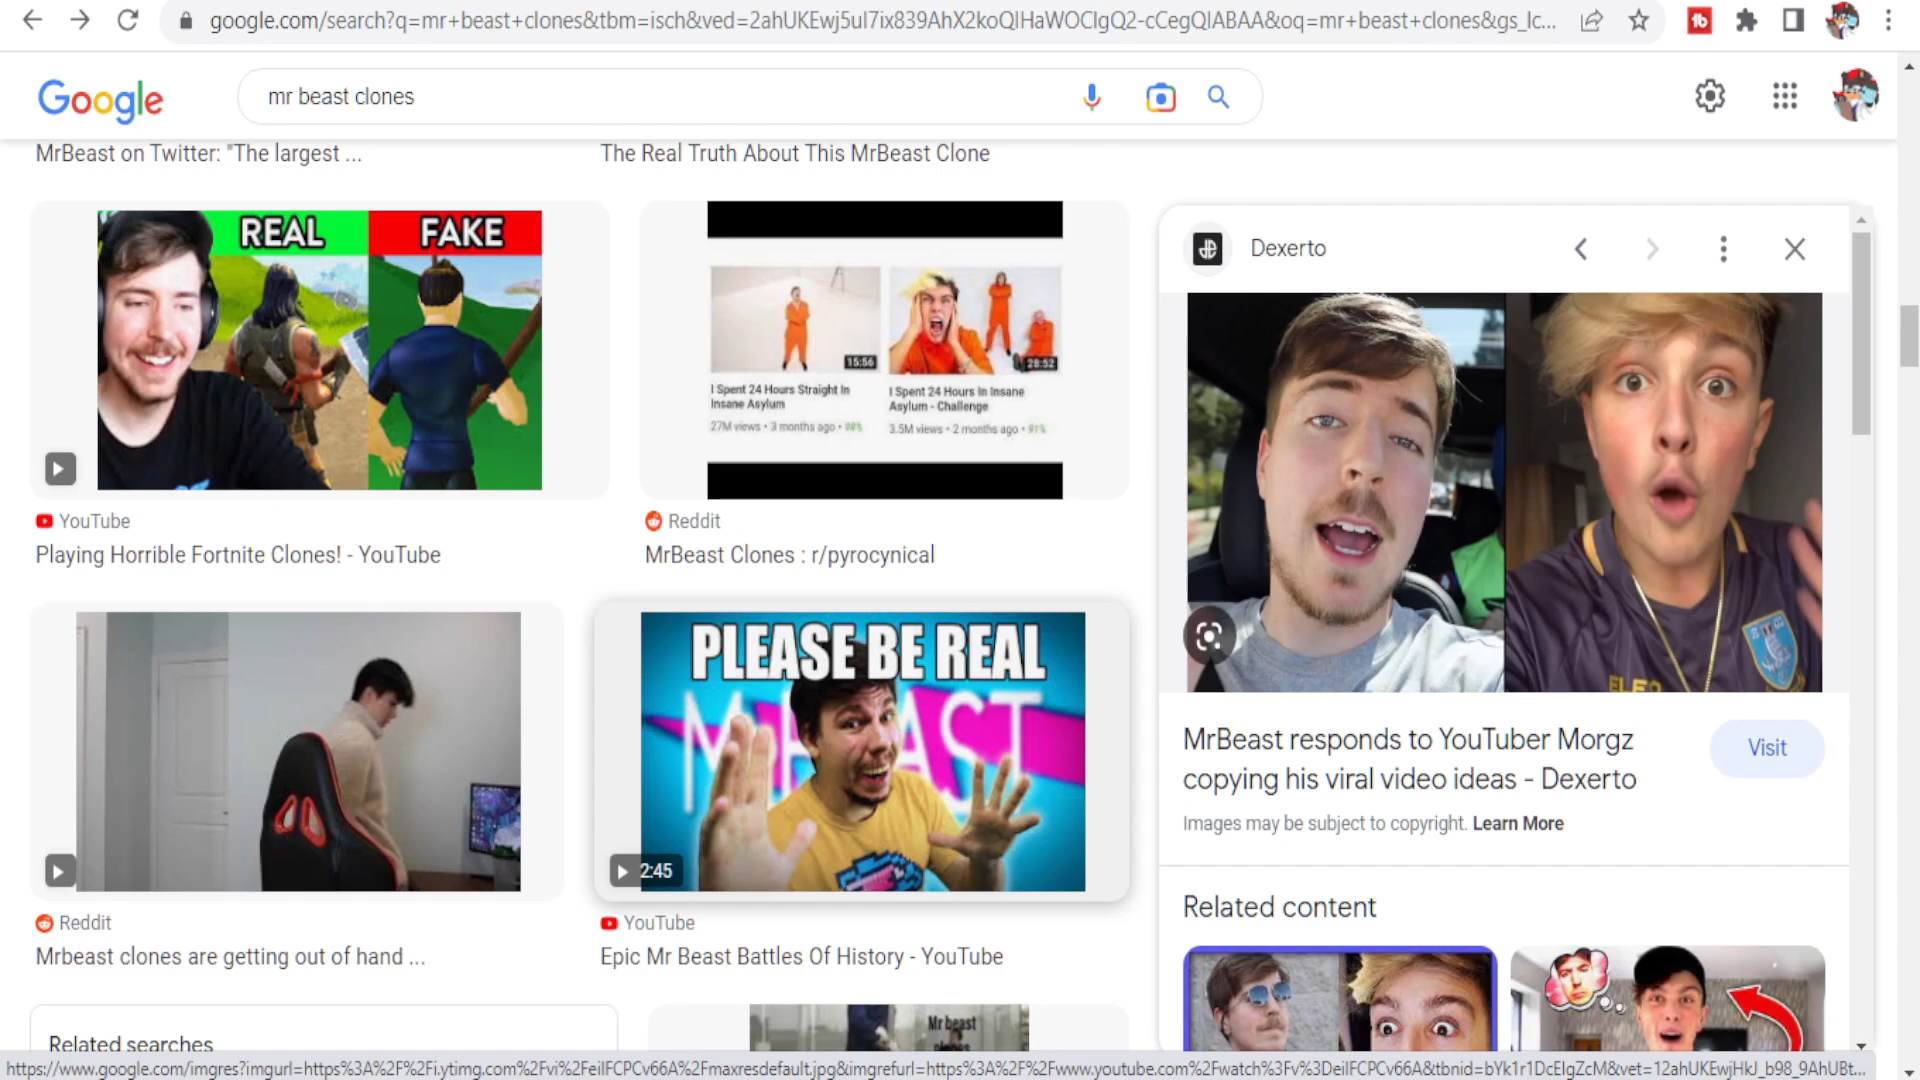 google.com/search?q=mr+beast+clones&tbm=isch&ved=2ahUKEwj5ul7ix839AhX2koQIHaWOCIgQ2-cCegQIABAA&oq=mr+beast+clones&gs_lc...
Google
mr beast clones
MrBeast on Twitter: "The largest ...
The Real Truth About This MrBeast Clone
REAL
FAKE
15:56
28:52
I Spent 24 Hours Straight In
Insane Asylum
27M views • 3 months ago • 98%
I Spent 24 Hours In Insane
Asylum - Challenge
3.5M views • 2 months ago • 91%
Dexerto
YouTube
Playing Horrible Fortnite Clones! - YouTube
Reddit
MrBeast Clones : r/pyrocynical
PLEASE BE REAL
2:45
MrBeast responds to YouTuber Morgz
copying his viral video ideas - Dexerto
Visit
Images may be subject to copyright. Learn More
Related content
Reddit
Mrbeast clones are getting out of hand ...
YouTube
Epic Mr Beast Battles Of History - YouTube
Related searches
Mr beast
https://www.google.com/imgres?imgurl=https%3A%2F%2Fi.ytimg.com%2Fvi%2FeiIFCPCv66A%2Fmaxresdefault.jpg&imgrefurl=https%3A%2F%2Fwww.youtube.com%2Fwatch%3Fv%3DeiIFCPCv66A&tbnid=bYk1r1DcEIgZcM&vet=12ahUKEwjHkJ_b98_9AhUBt...